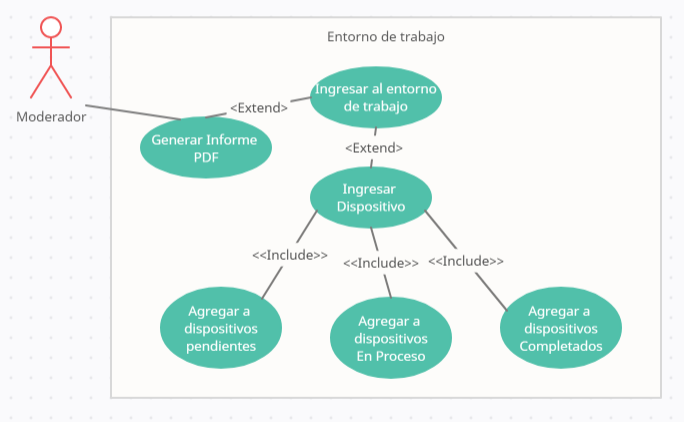 Entorno de trabajo
Moderador
Ingresar al entorno
de trabajo
<Extend>
Generar Informe
PDF
<Extend>
Ingresar
Dispositivo
<<Include>>
<<Include>>
<<Include>>
Agregar a
dispositivos
pendientes
Agregar a
dispositivos
En Proceso
Agregar a
dispositivos
Completados